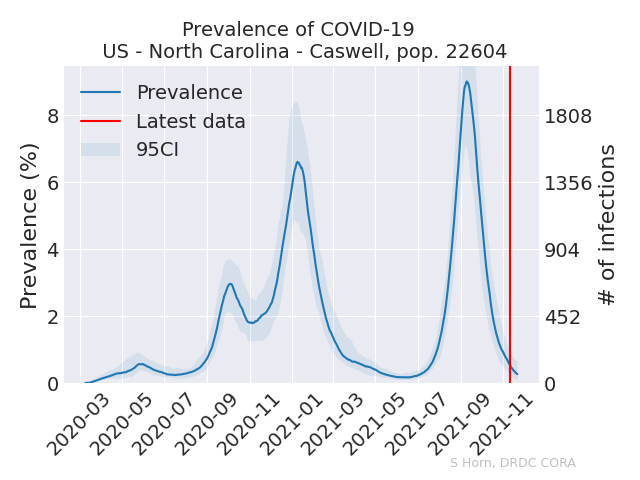 Prevalence of COVID-19
US - North Carolina - Caswell, pop. 22604
Prevalence
Latest data
95CI
Prevalence (%)
8
6
4
2
0
1808
1356
904
452
0
# of infections
2020-03
2020-05
2020-07
2020-09
2020-11
2021-01
2021-03
2021-05
2021-07
2021-09
2021-11
S Horn, DRDC CORA